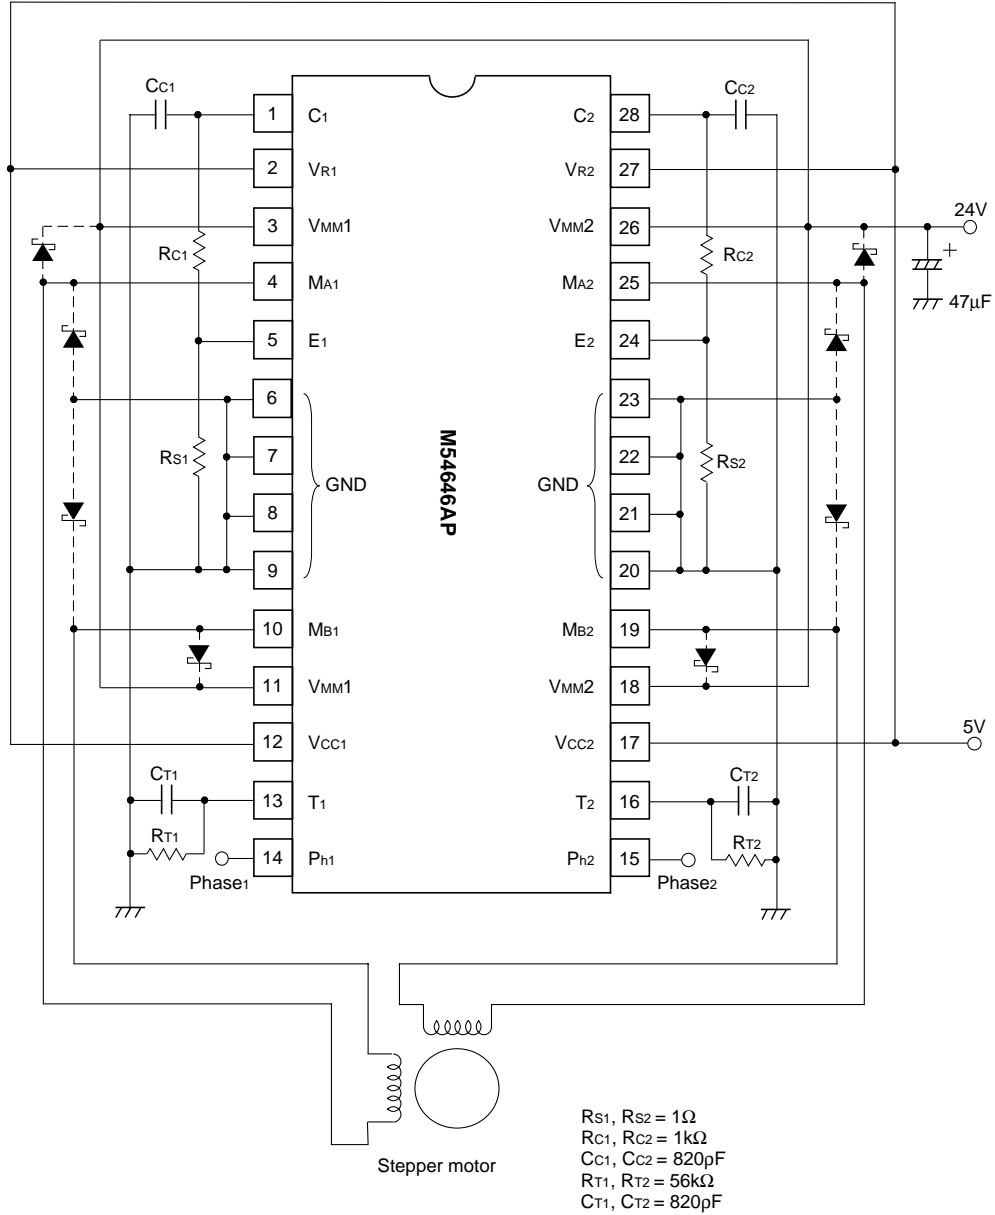 CC1
CC2
1 C1 C2 28
2 VR1 VR2 27
3 VMM1 VMM2 26
24V
RC1
RC2
+
4 MA1 MA2 25
47μF
5 E1 E2 24
6 23
RS1
7 22
RS2
GND
GND
M54646AP
8 21
9 20
10 MB1 MB2 19
11 VMM1 VMM2 18
5V
12 VCC1 VCC2 17
CT1
CT2
13 T1 T2 16
RT1
RT2
14 Ph1 Ph2 15
Phase1
Phase2
Stepper motor
RS1, RS2 = 1Ω
RC1, RC2 = 1kΩ
CC1, CC2 = 820ρF
RT1, RT2 = 56kΩ
CT1, CT2 = 820ρF